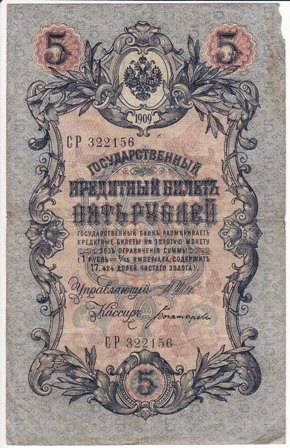 5 5
1909
СР 322156
ГОСУДАРСТВЕННЫЙ
КРЕДИТНЫЙ БИЛЕТЪ
ПЯТЬ РУБЛЕЙ
ГОСУДАРСТВЕННЫЙ БАНКЪ РАЗМѢНИВАЕТЪ
КРЕДИТНЫЕ БИЛЕТЫ НА ЗОЛОТУЮ МОНЕТУ
БЕЗЪ ОГРАНИЧЕНІЯ СУММЫ
(1 РУБЛЬ = 1/15 ИМПЕРІАЛА, СОДЕРЖИТЪ
17,424 ДОЛЕЙ ЧИСТАГО ЗОЛОТА)
Управляющій
Кассиръ
СР 322156
5